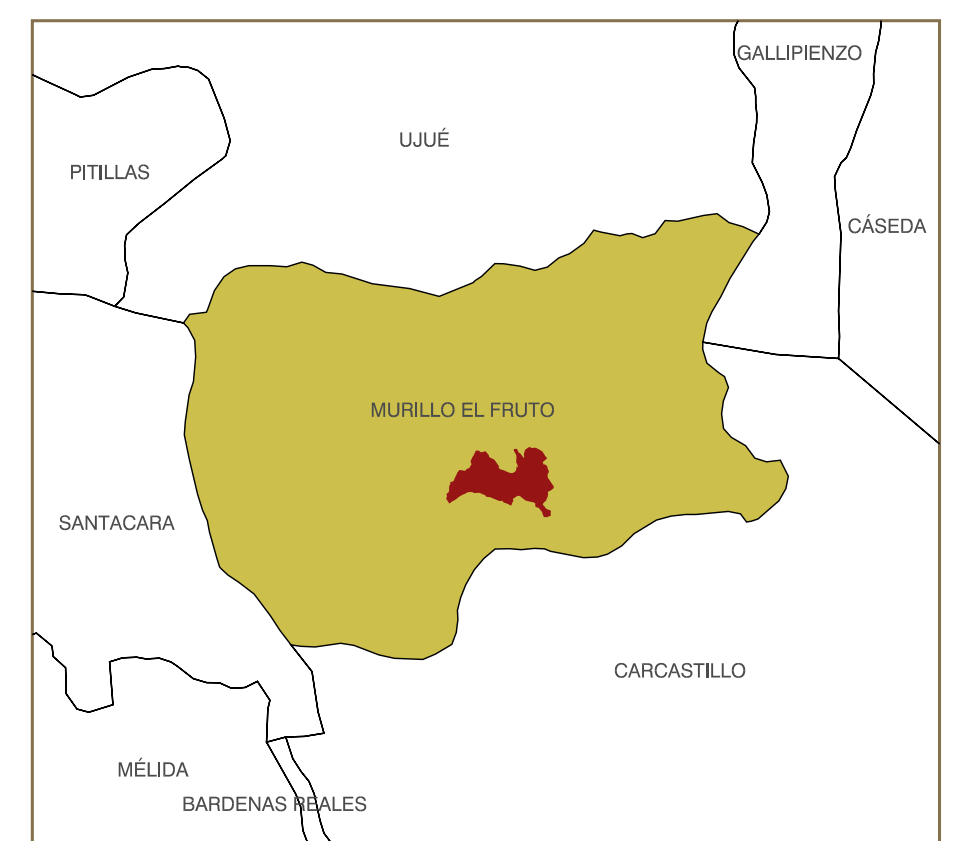 GALLIPIENZO
UJUÉ
PITILLAS
CÁSEDA
MURILLO EL FRUTO
SANTACARA
CARCASTILLO
MÉLIDA
BARDENAS REALES